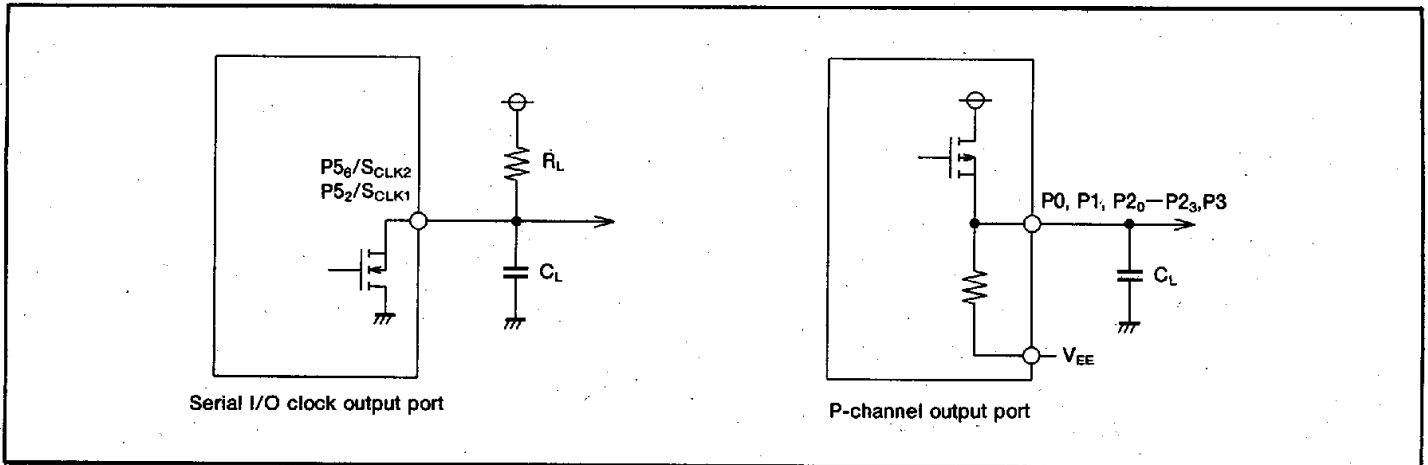 P5₆/S_CLK2
P5₂/S_CLK1
R_L
C_L
Serial I/O clock output port
P0, P1, P2₀—P2₃,P3
C_L
V_EE
P-channel output port